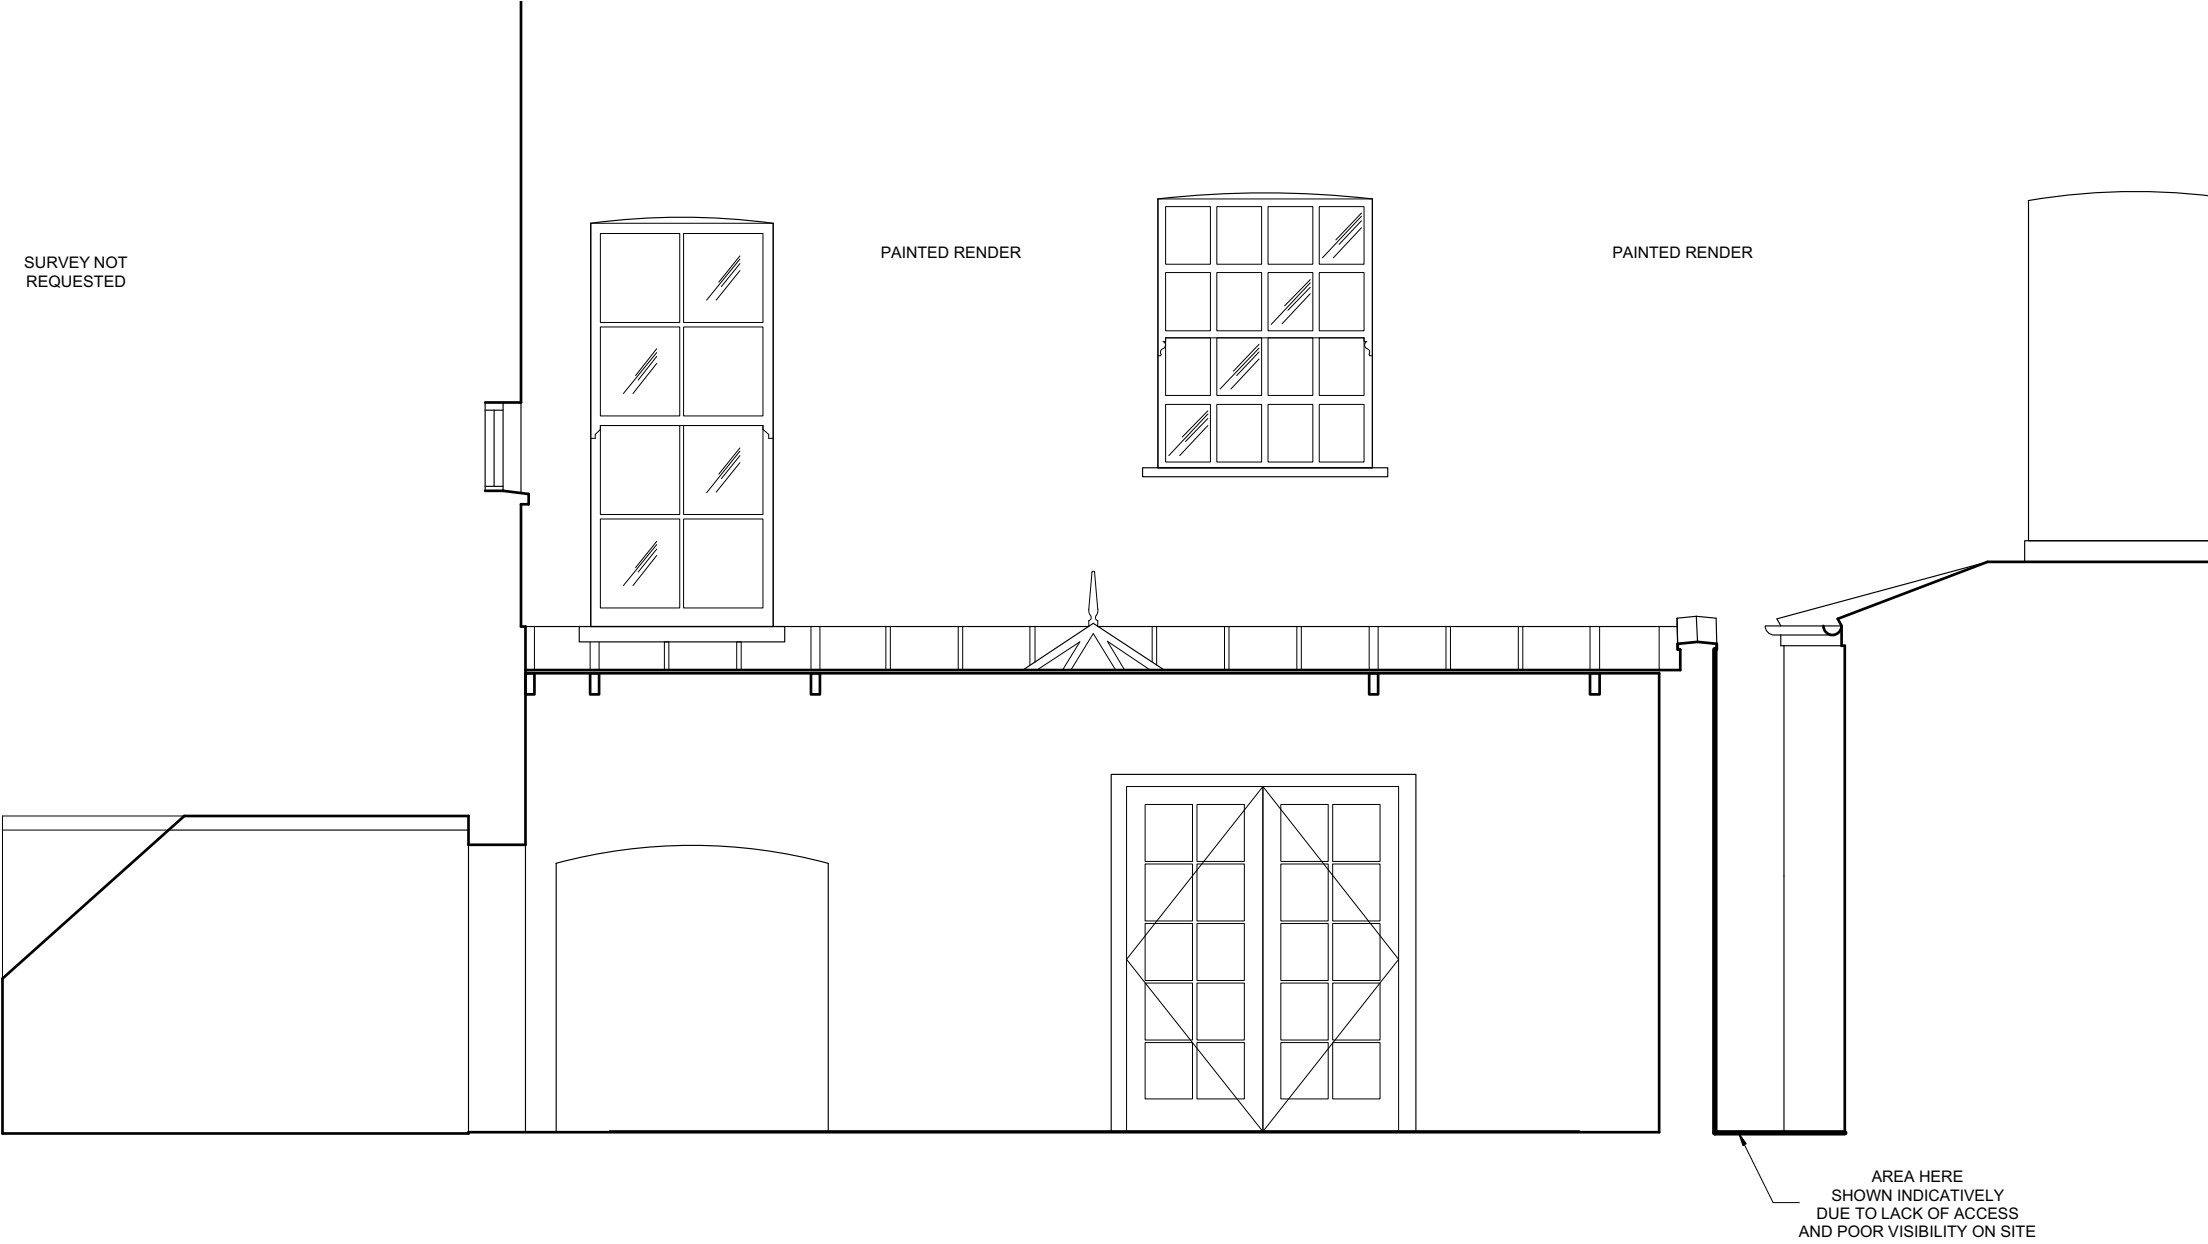 SURVEY NOT
REQUESTED
PAINTED RENDER
PAINTED RENDER
AREA HERE
SHOWN INDICATIVELY
DUE TO LACK OF ACCESS
AND POOR VISIBILITY ON SITE